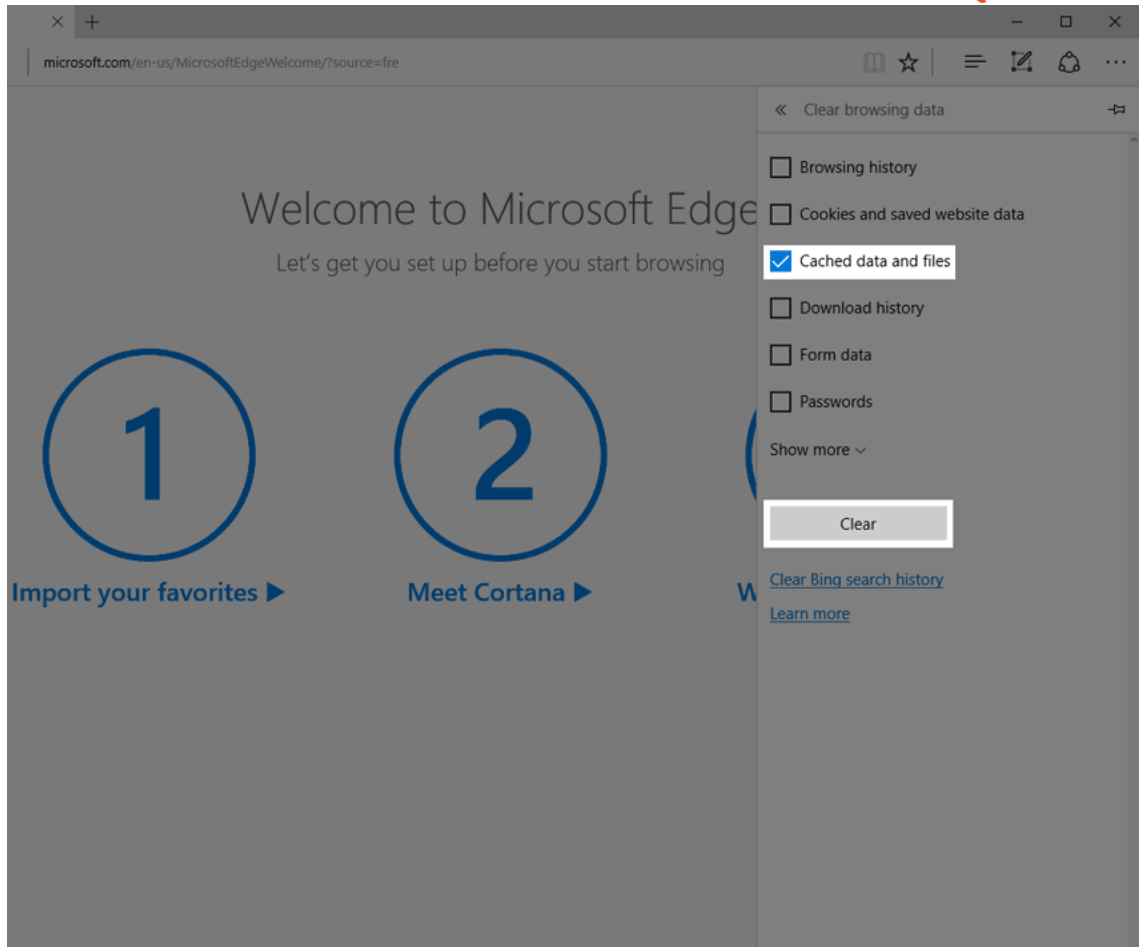 microsoft.com/en-us/MicrosoftEdgeWelcome/?source=fre
Clear browsing data
Welcome to Microsoft Edge
Let's get you set up before you start browsing
1
2
Import your favorites
Meet Cortana
W
Browsing history
Cookies and saved website data
Cached data and files
Download history
Form data
Passwords
Show more
Clear
Clear Bing search history
Learn more